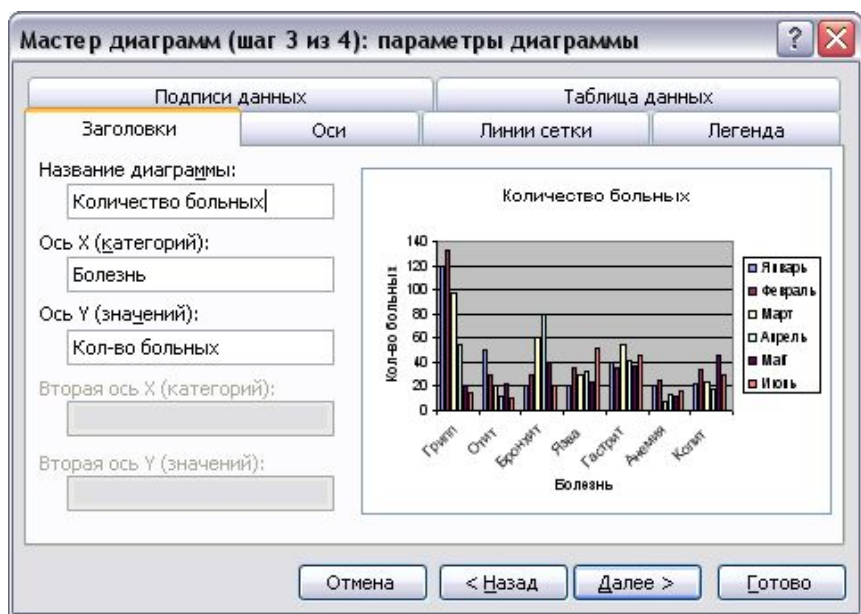 Мастер диаграмм (шаг 3 из 4): параметры диаграммы
Подписи данных
Таблица данных
Заголовки
Оси
Линии сетки
Легенда
Название диаграммы:
Количество больных
Ось X (категорий):
Болезнь
Ось Y (значений):
Кол-во больных
Вторая ось X (категорий):
Вторая ось Y (значений):
Количество больных
Кол-во больных
140
120
100
80
60
40
20
0
Грипп
Отит
Бронхит
Язва
Гастрит
Анемия
Колит
Болезнь
Январь
Февраль
Март
Апрель
Май
Июнь
Отмена
< Назад
Далее >
Готово